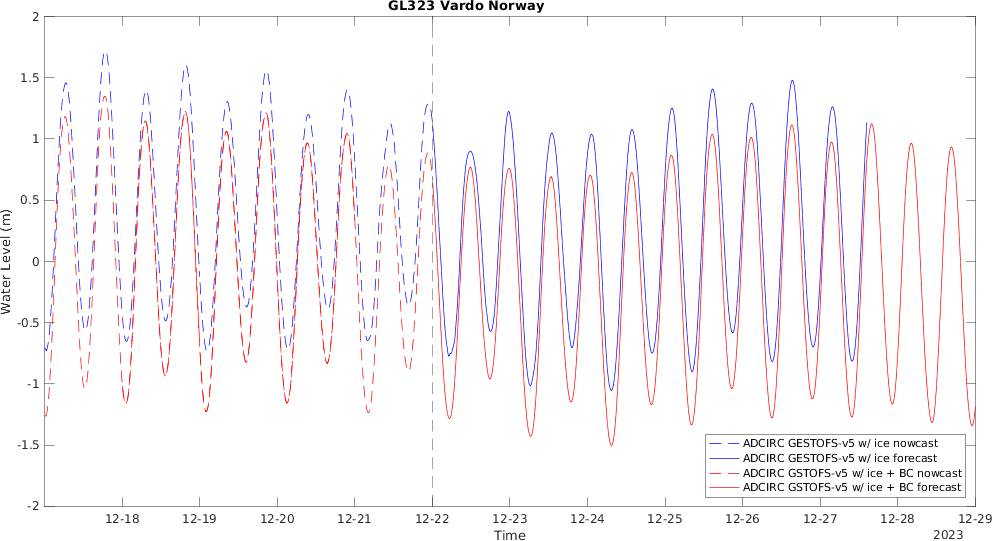 GL323 Vardo Norway
2
1.5
1
0.5
0
-0.5
-1
-1.5
-2
Water Level (m)
ADCIRC GESTOFS-v5 w/ ice nowcast
ADCIRC GESTOFS-v5 w/ ice forecast
ADCIRC GSTOFS-v5 w/ ice + BC nowcast
ADCIRC GSTOFS-v5 w/ ice + BC forecast
12-18 12-19 12-20 12-21 12-22 12-23 12-24 12-25 12-26 12-27 12-28 12-29
Time
2023